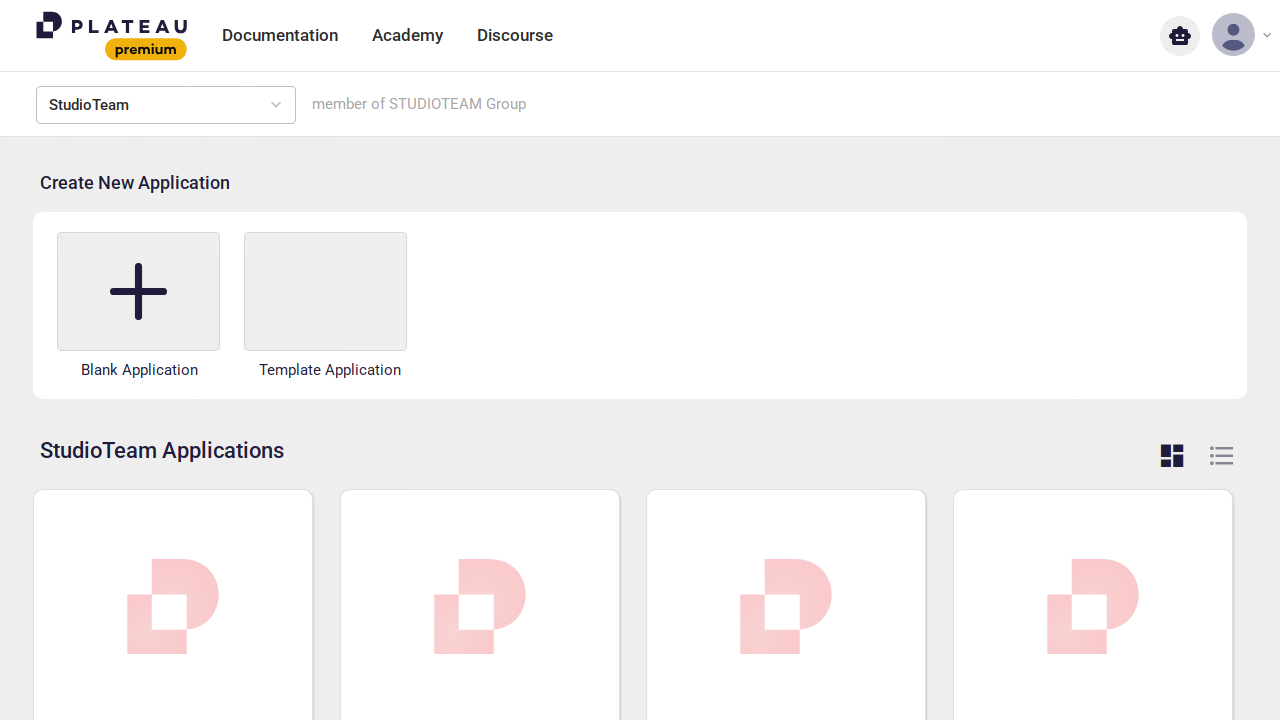 PLATEAU
premium
Documentation
Academy
Discourse
StudioTeam
member of STUDIOTEAM Group
Create New Application
Blank Application
Template Application
StudioTeam Applications